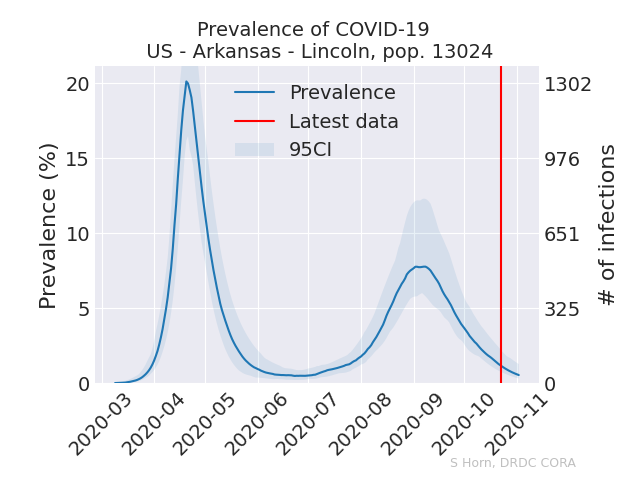 Prevalence of COVID-19
US - Arkansas - Lincoln, pop. 13024
Prevalence
Latest data
95CI
Prevalence (%)
20
15
10
5
0
1302
976
651
325
0
# of infections
2020-03
2020-04
2020-05
2020-06
2020-07
2020-08
2020-09
2020-10
2020-11
S Horn, DRDC CORA